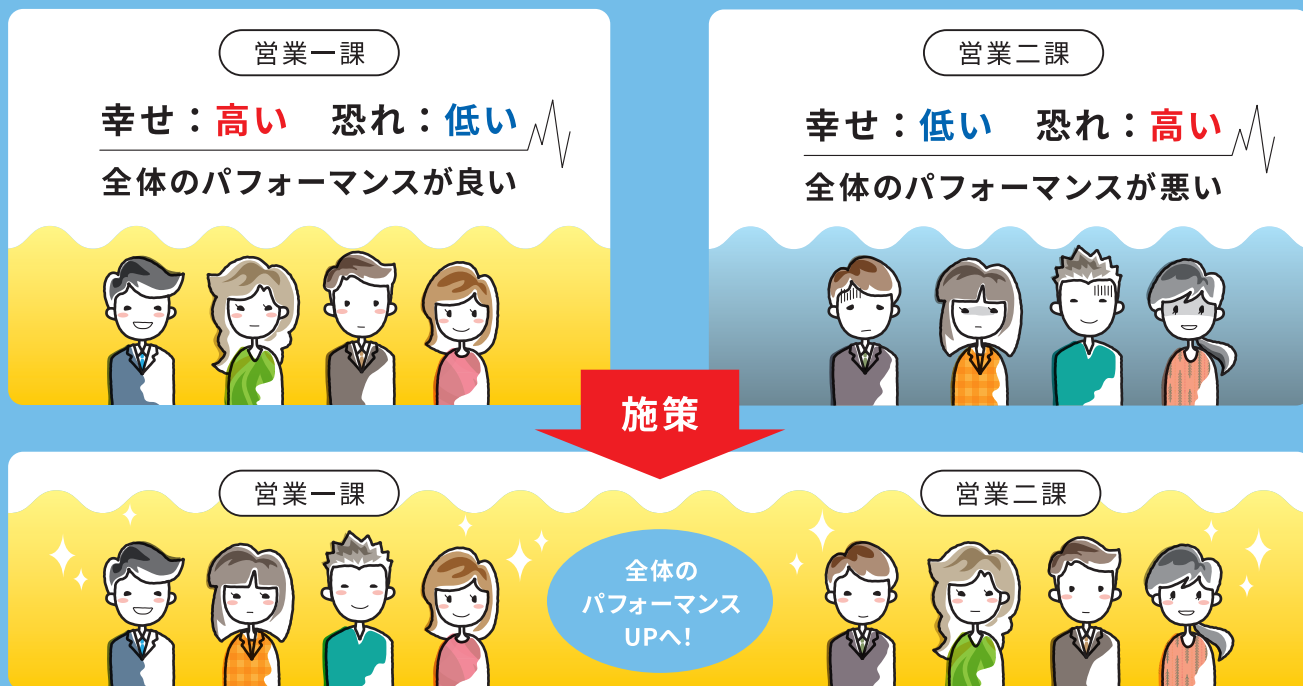 営業一課
幸せ：高い　恐れ：低い
全体のパフォーマンスが良い
営業二課
幸せ：低い　恐れ：高い
全体のパフォーマンスが悪い
施策
営業一課
全体の
パフォーマンス
UPへ！
営業二課